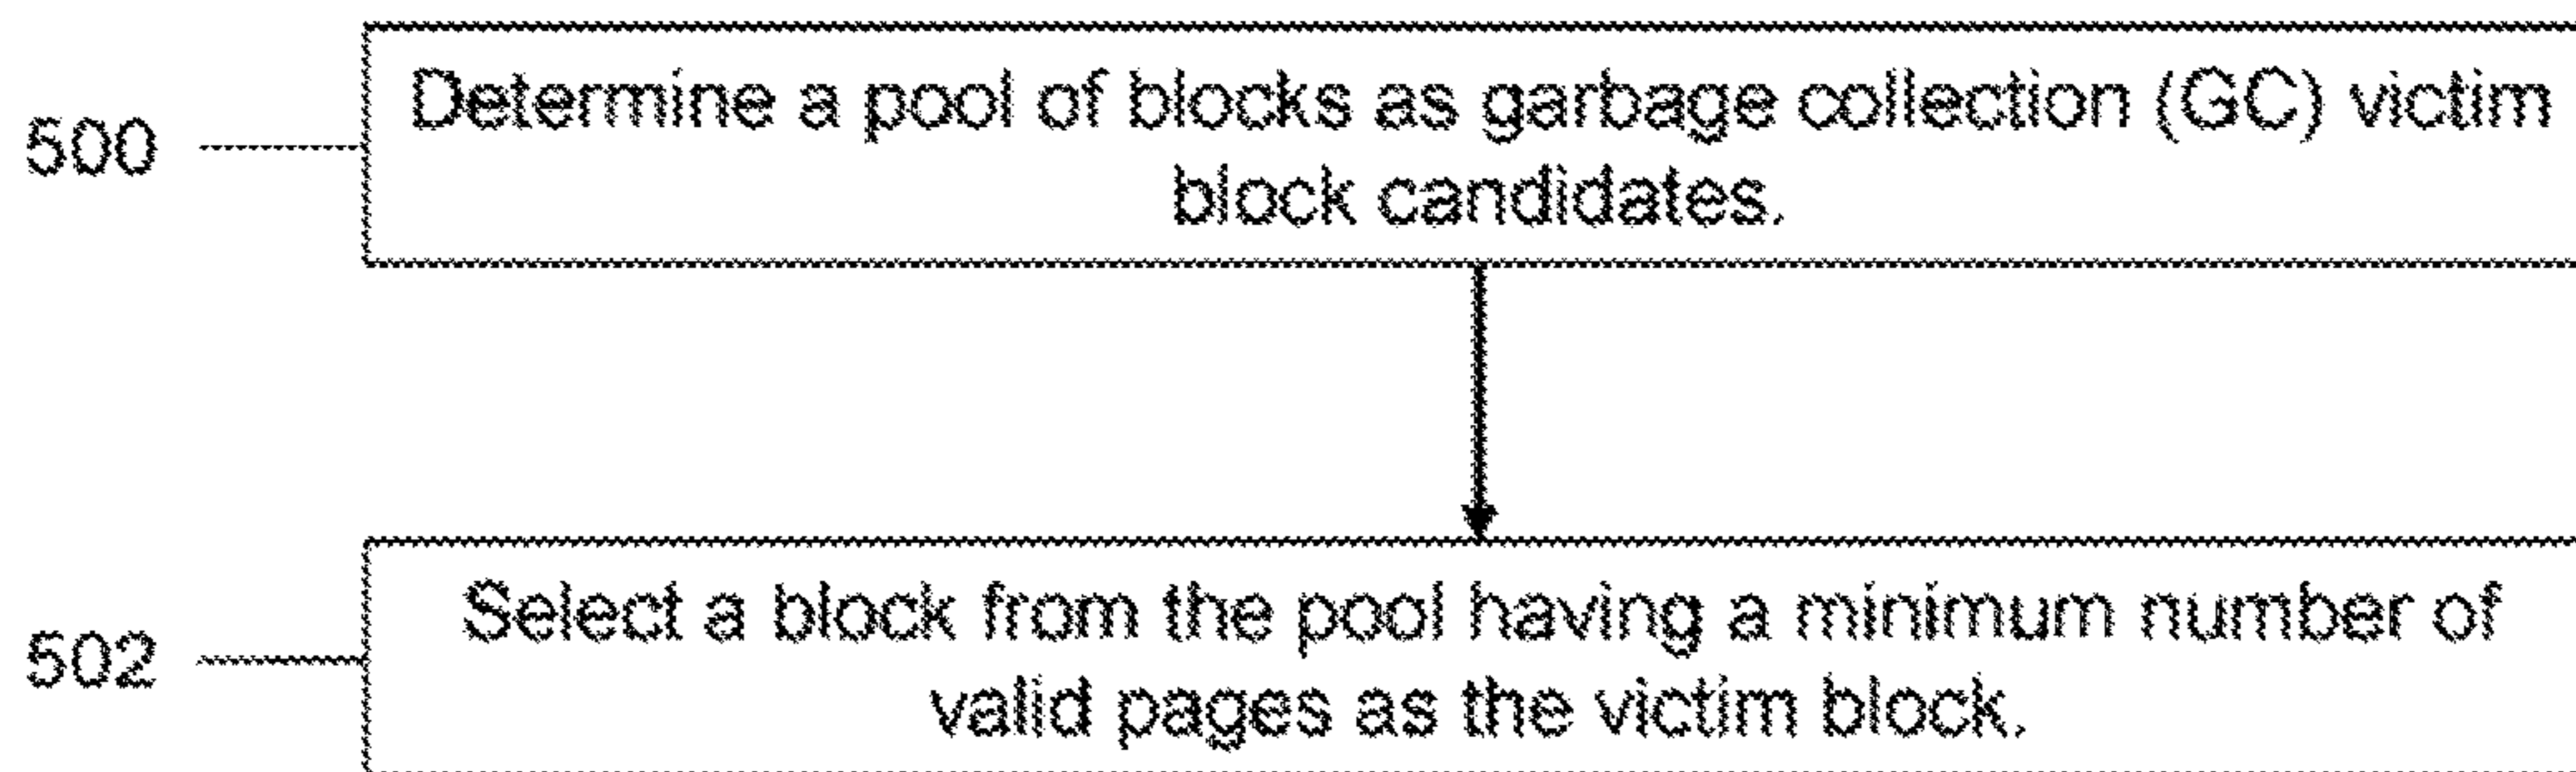 500
Determine a pool of blocks as garbage collection (GC) victim
block candidates.
502
Select a block from the pool having a minimum number of
valid pages as the victim block.